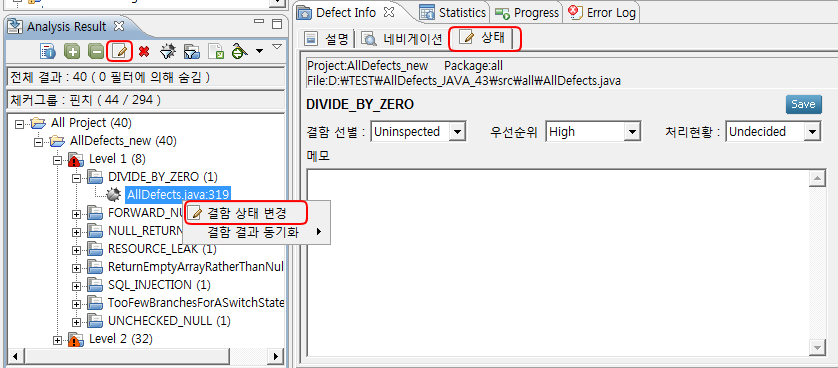 Analysis Result
전체 결과 : 40 ( 0 필터에 의해 숨김 )
체커그룹 : 핀치 ( 44 / 294 )
All Project (40)
AllDefects_new (40)
Level 1 (8)
DIVIDE_BY_ZERO (1)
AllDefects.java:319
FORWARD_NU
NULL_RETURN
RESOURCE_LEAK (1)
ReturnEmptyArrayRatherThanNul
SQL_INJECTION (1)
TooFewBranchesForASwitchState
UNCHECKED_NULL (1)
Level 2 (32)
결함 상태 변경
결함 결과 동기화
Defect Info
Statistics
Progress
Error Log
설명
네비게이션
상태
Project:AllDefects_new Package:all
File:D:₩TEST₩AllDefects_JAVA_43₩src₩all₩AllDefects.java
DIVIDE_BY_ZERO
Save
결함 선별 : Uninspected 우선순위 High 처리현황 : Undecided
메모